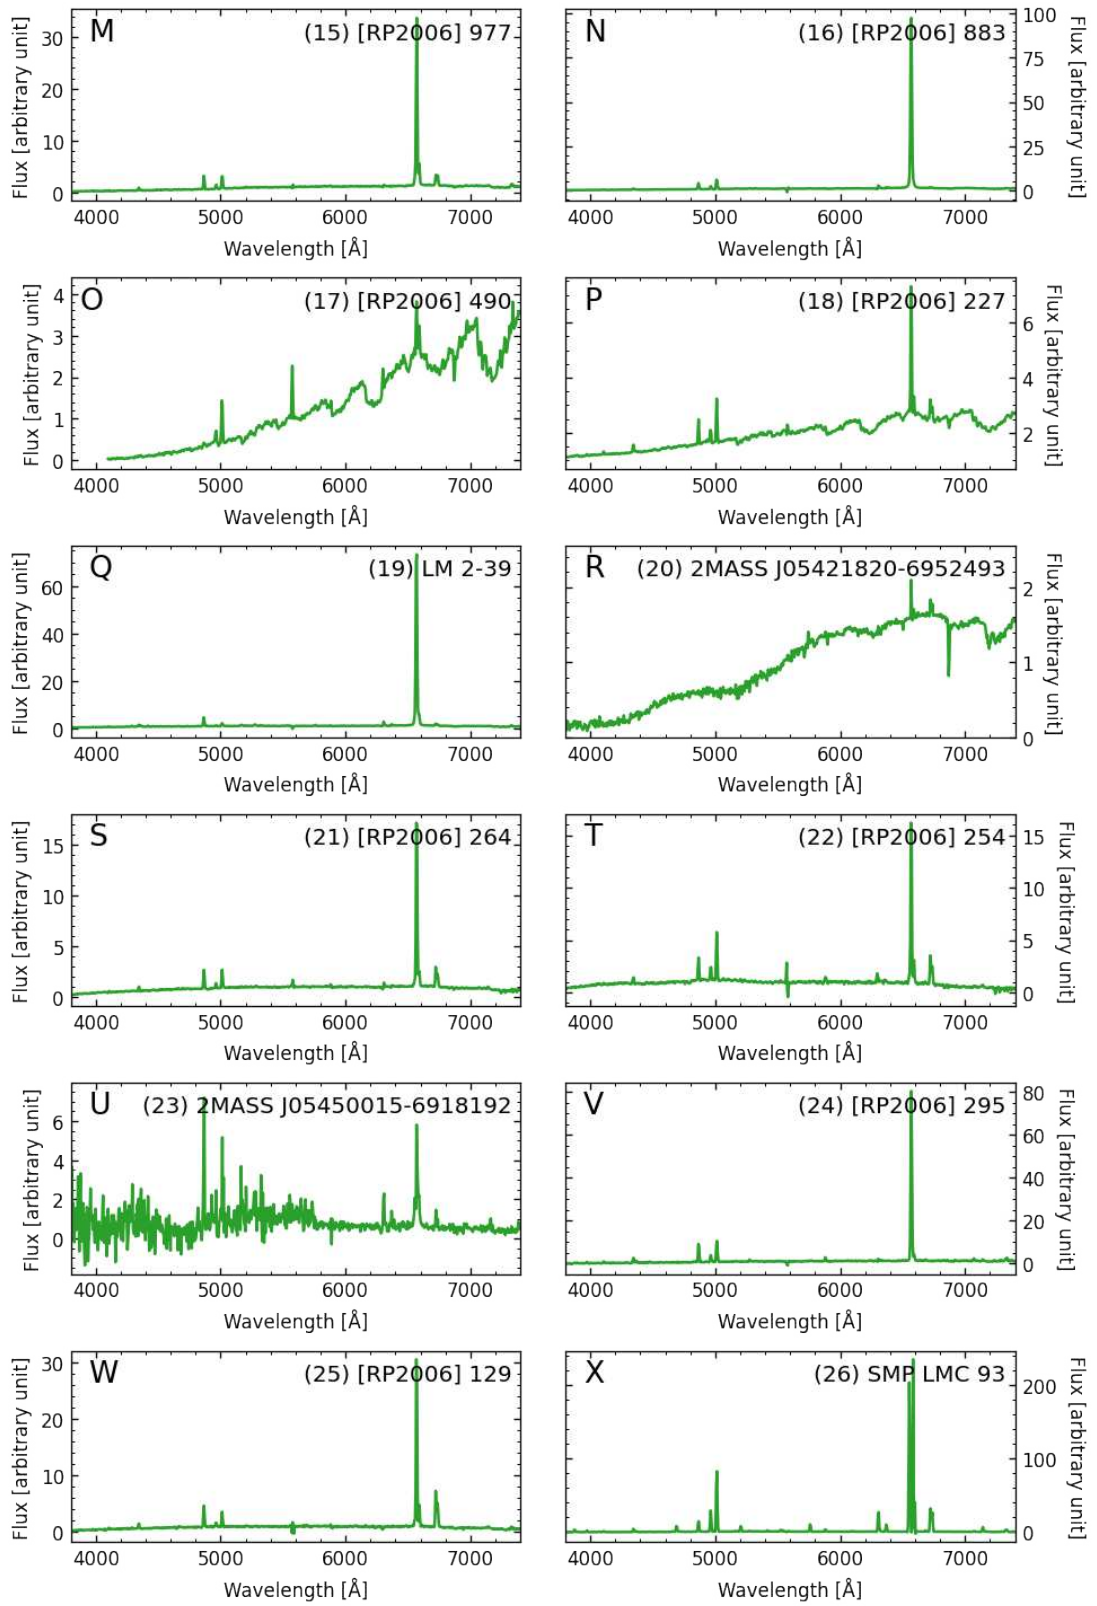 M (15) [RP2006] 977
Flux [arbitrary unit]
30
20
10
0
4000 5000 6000 7000
Wavelength [Å]
N (16) [RP2006] 883
Flux [arbitrary unit]
100
75
50
25
0
4000 5000 6000 7000
Wavelength [Å]
O (17) [RP2006] 490
Flux [arbitrary unit]
4
3
2
1
0
4000 5000 6000 7000
Wavelength [Å]
P (18) [RP2006] 227
Flux [arbitrary unit]
6
4
2
4000 5000 6000 7000
Wavelength [Å]
Q (19) LM 2-39
Flux [arbitrary unit]
60
40
20
0
4000 5000 6000 7000
Wavelength [Å]
R (20) 2MASS J05421820-6952493
Flux [arbitrary unit]
2
1
0
4000 5000 6000 7000
Wavelength [Å]
S (21) [RP2006] 264
Flux [arbitrary unit]
15
10
5
0
4000 5000 6000 7000
Wavelength [Å]
T (22) [RP2006] 254
Flux [arbitrary unit]
15
10
5
0
4000 5000 6000 7000
Wavelength [Å]
U (23) 2MASS J05450015-6918192
Flux [arbitrary unit]
6
4
2
0
4000 5000 6000 7000
Wavelength [Å]
V (24) [RP2006] 295
Flux [arbitrary unit]
80
60
40
20
0
4000 5000 6000 7000
Wavelength [Å]
W (25) [RP2006] 129
Flux [arbitrary unit]
30
20
10
0
4000 5000 6000 7000
Wavelength [Å]
X (26) SMP LMC 93
Flux [arbitrary unit]
200
100
0
4000 5000 6000 7000
Wavelength [Å]